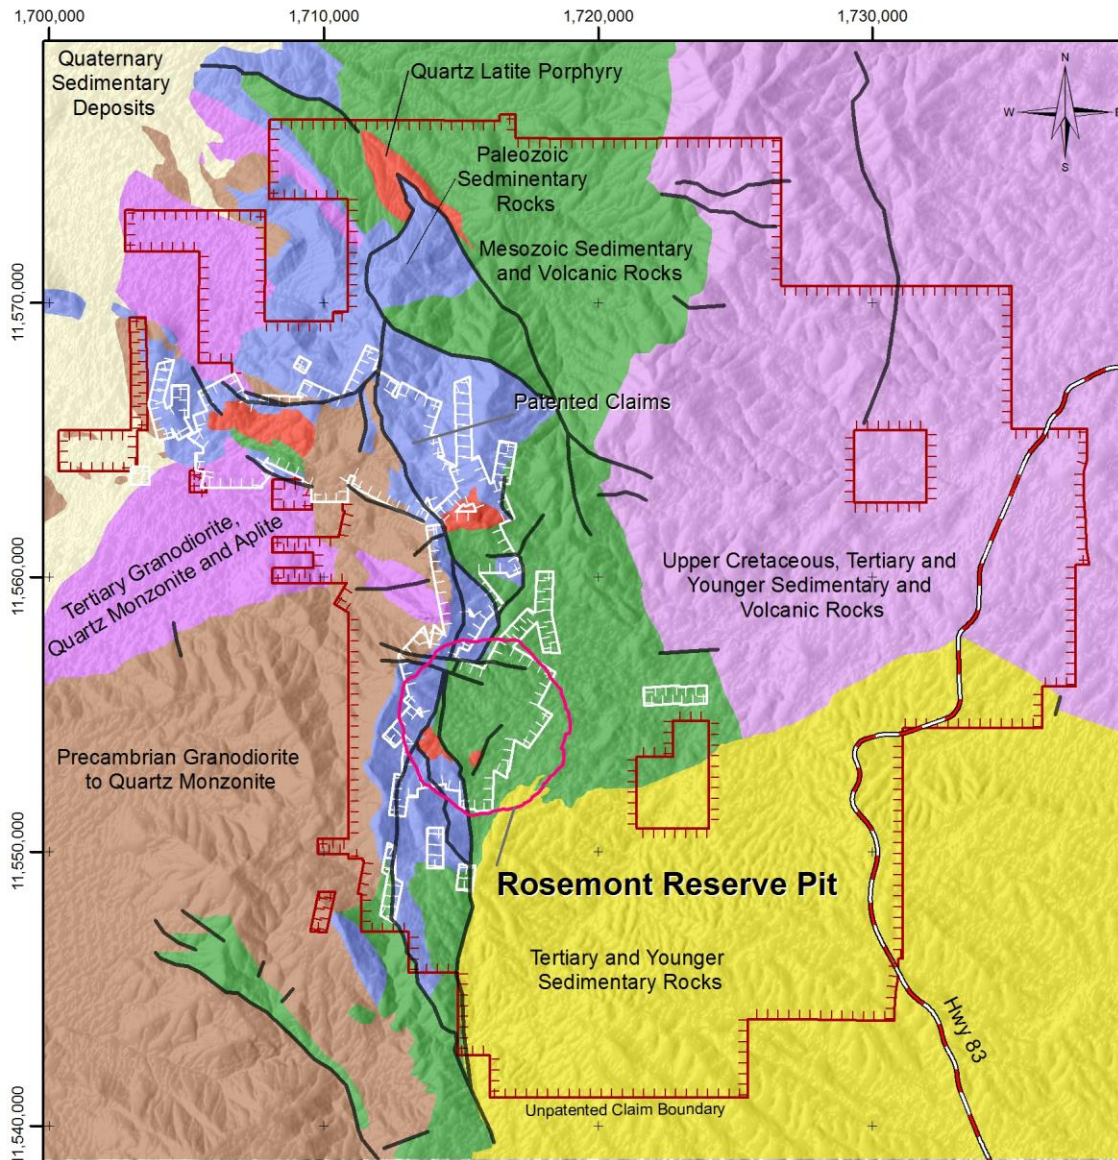 1,700,000
1,710,000
1,720,000
1,730,000
Quaternary
Sedimentary
Deposits
Quartz Latite Porphyry
N
W
E
S
Paleozoic
Sedminentary
Rocks
Mesozoic Sedimentary
and Volcanic Rocks
11,570,000
Patented Claims
Tertiary Granodiorite,
Quartz Monzonite and Aplite
11,560,000
Upper Cretaceous, Tertiary and
Younger Sedimentary and
Volcanic Rocks
Precambrian Granodiorite
to Quartz Monzonite
11,550,000
Rosemont Reserve Pit
Tertiary and Younger
Sedimentary Rocks
Hwy 83
Unpatented Claim Boundary
11,540,000